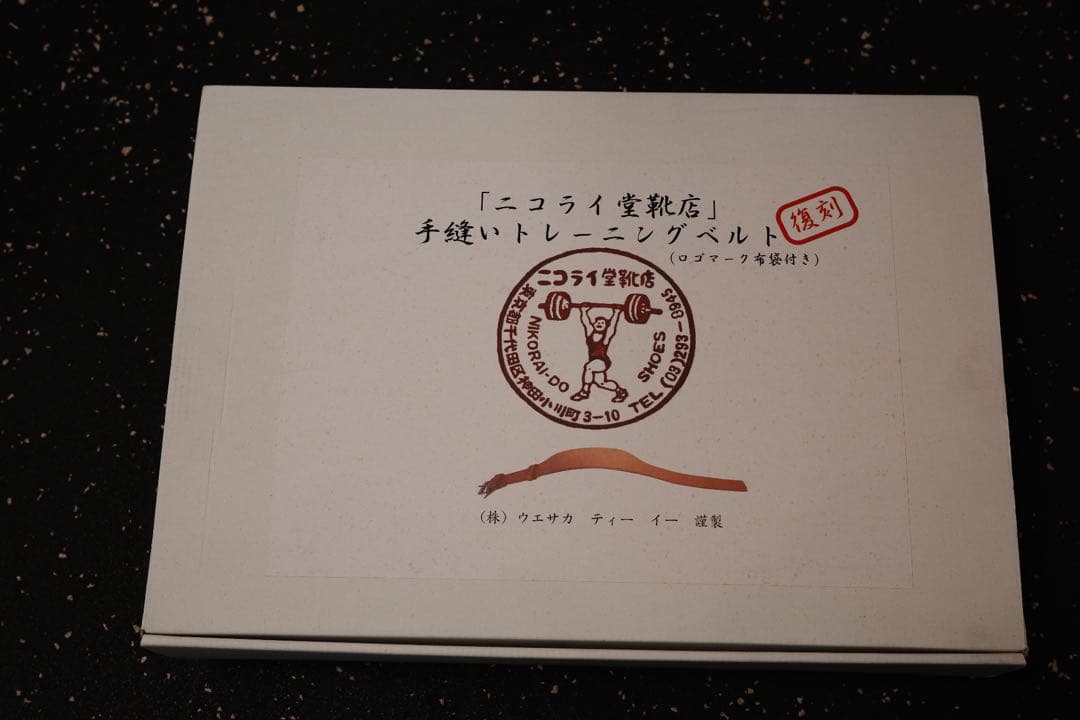 「ニコライ堂靴店」
手縫いトレーニングベルト
復刻
(ロゴマーク布袋付き)
ニコライ堂靴店
NIKORAI-DO SHOES
東京都千代田区神田小川町3-10 TEL (03)293-0945
(株) ウエサカ ティー イー 謹製